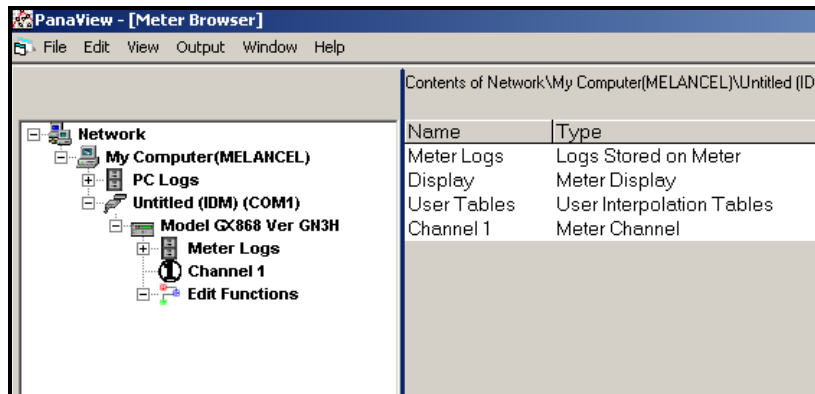 PanaView - [Meter Browser]
File Edit View Output Window Help
Contents of Network\My Computer(MELANCEL)\Untitled (ID
Network
My Computer(MELANCEL)
PC Logs
Untitled (IDM) (COM1)
Model GX868 Ver GN3H
Meter Logs
1 Channel 1
Edit Functions
Name Type
Meter Logs Logs Stored on Meter
Display Meter Display
User Tables User Interpolation Tables
Channel 1 Meter Channel